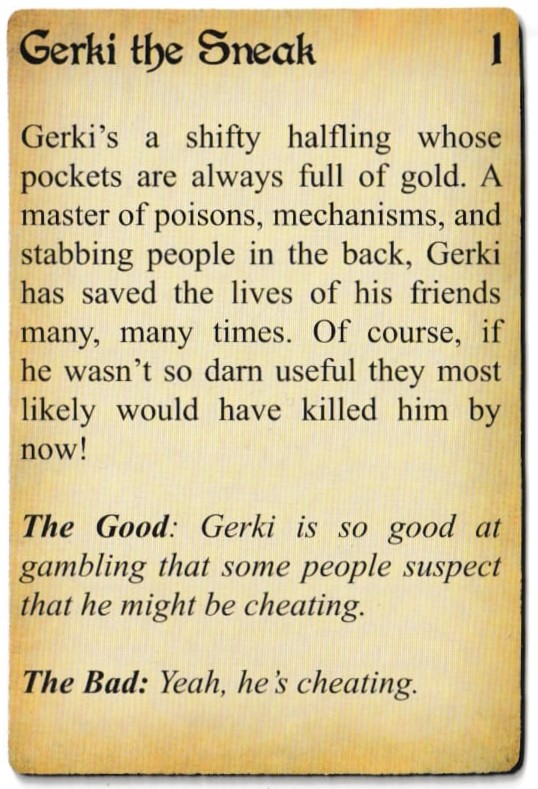 Gerki the Sneak 1
Gerki's a shifty halfling whose
pockets are always full of gold. A
master of poisons, mechanisms, and
stabbing people in the back, Gerki
has saved the lives of his friends
many, many times. Of course, if
he wasn't so darn useful they most
likely would have killed him by
now!
The Good: Gerki is so good at
gambling that some people suspect
that he might be cheating.
The Bad: Yeah, he's cheating.